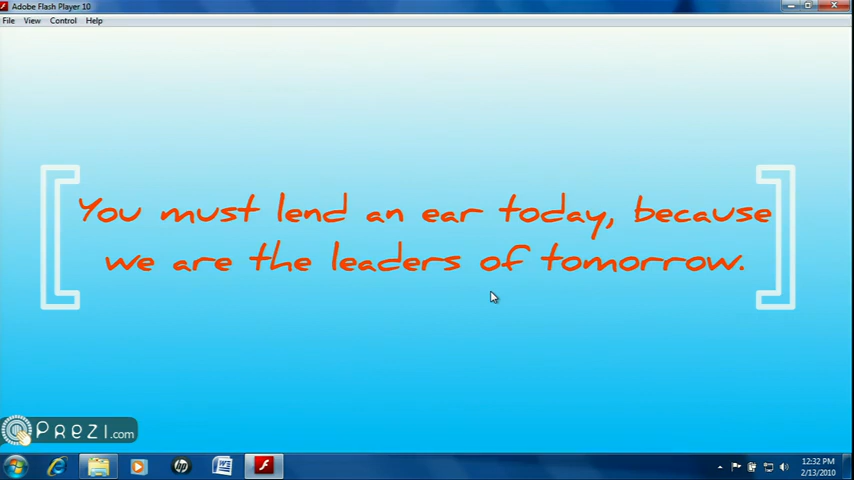 Adobe Flash Player 10
File View Control Help
You must lend an ear today, because
we are the leaders of tomorrow.
PREZI.com
12:32 PM
2/13/2010